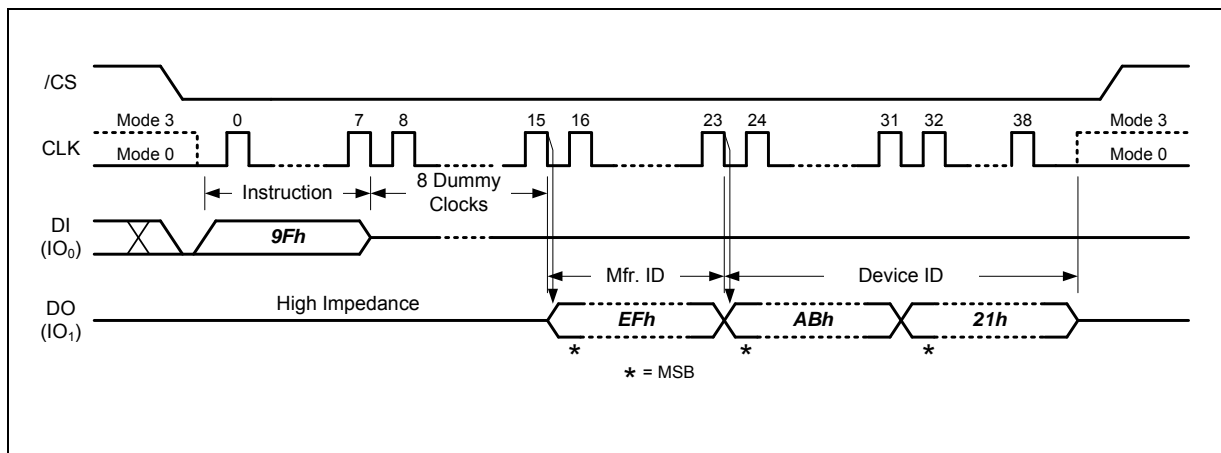 /CS
Mode 3
0
7
8
15
16
23
24
31
32
38
Mode 3
CLK
Mode 0
Mode 0
Instruction
8 Dummy
Clocks
DI
(IO₀)
9Fh
Mfr. ID
Device ID
DO
(IO₁)
High Impedance
EFh
ABh
21h
*
*
*
* = MSB